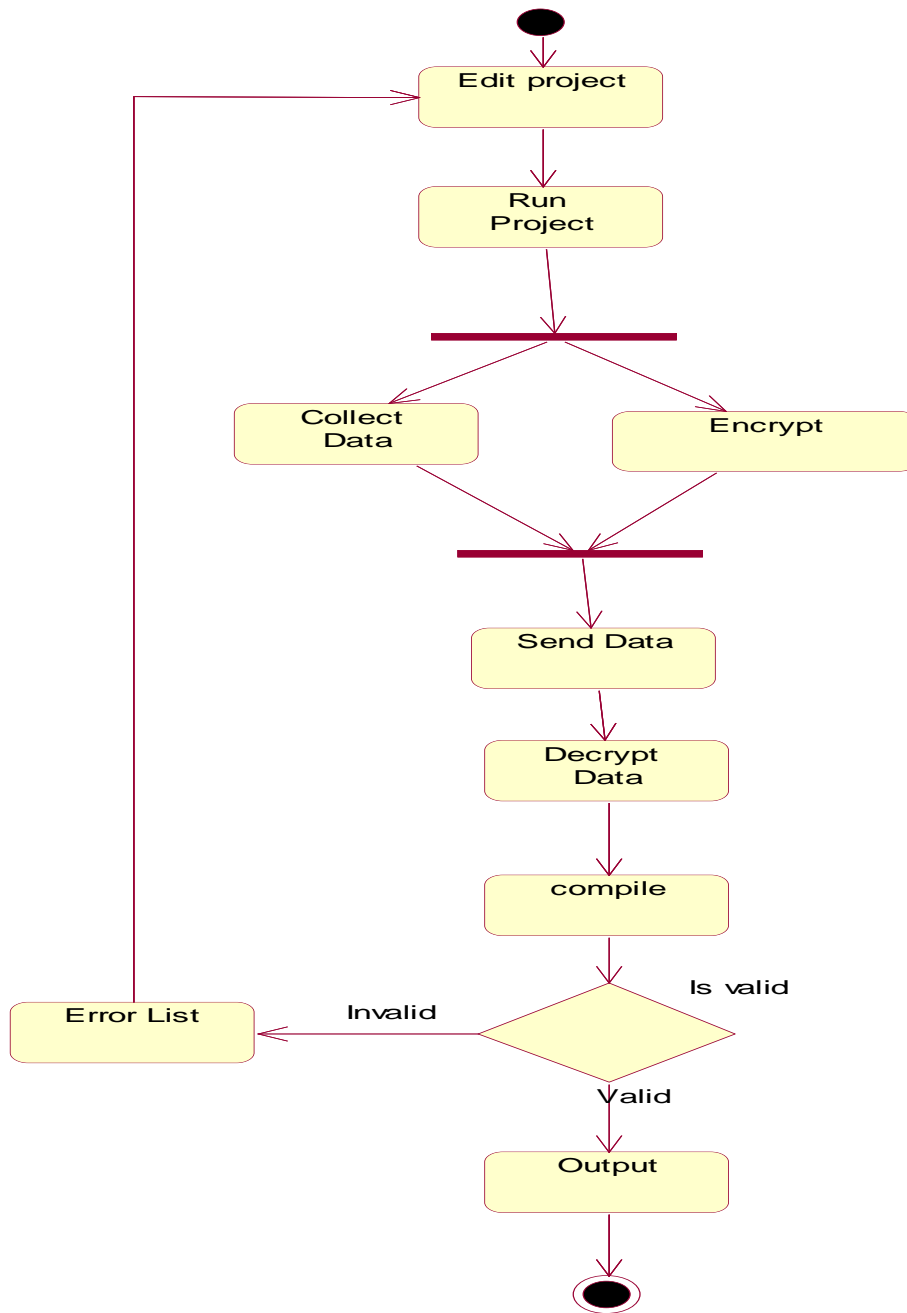 Edit project
Run
Project
Collect
Data
Encrypt
Send Data
Decrypt
Data
compile
Is valid
Invalid
Error List
Valid
Output